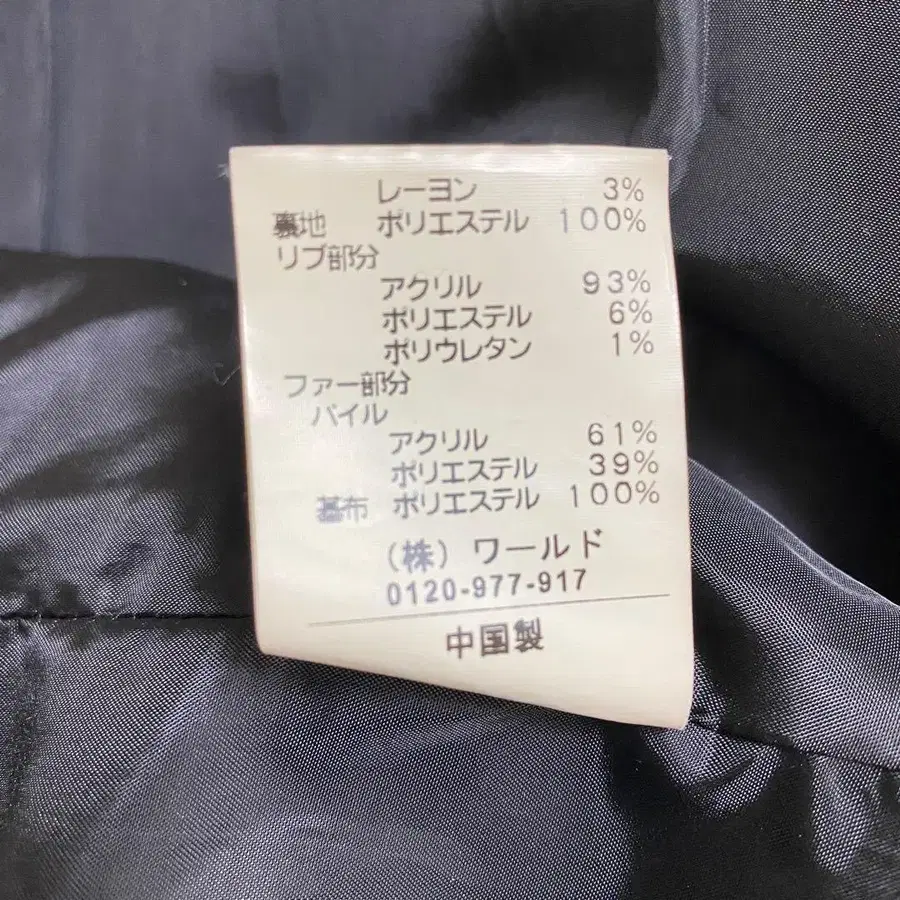 レーヨン 3%
裏地 ポリエステル 100%
リブ部分
アクリル 93%
ポリエステル 6%
ポリウレタン 1%
ファー部分
パイル
アクリル 61%
ポリエステル 39%
基布 ポリエステル 100%
(株) ワールド
0120-977-917
中国製